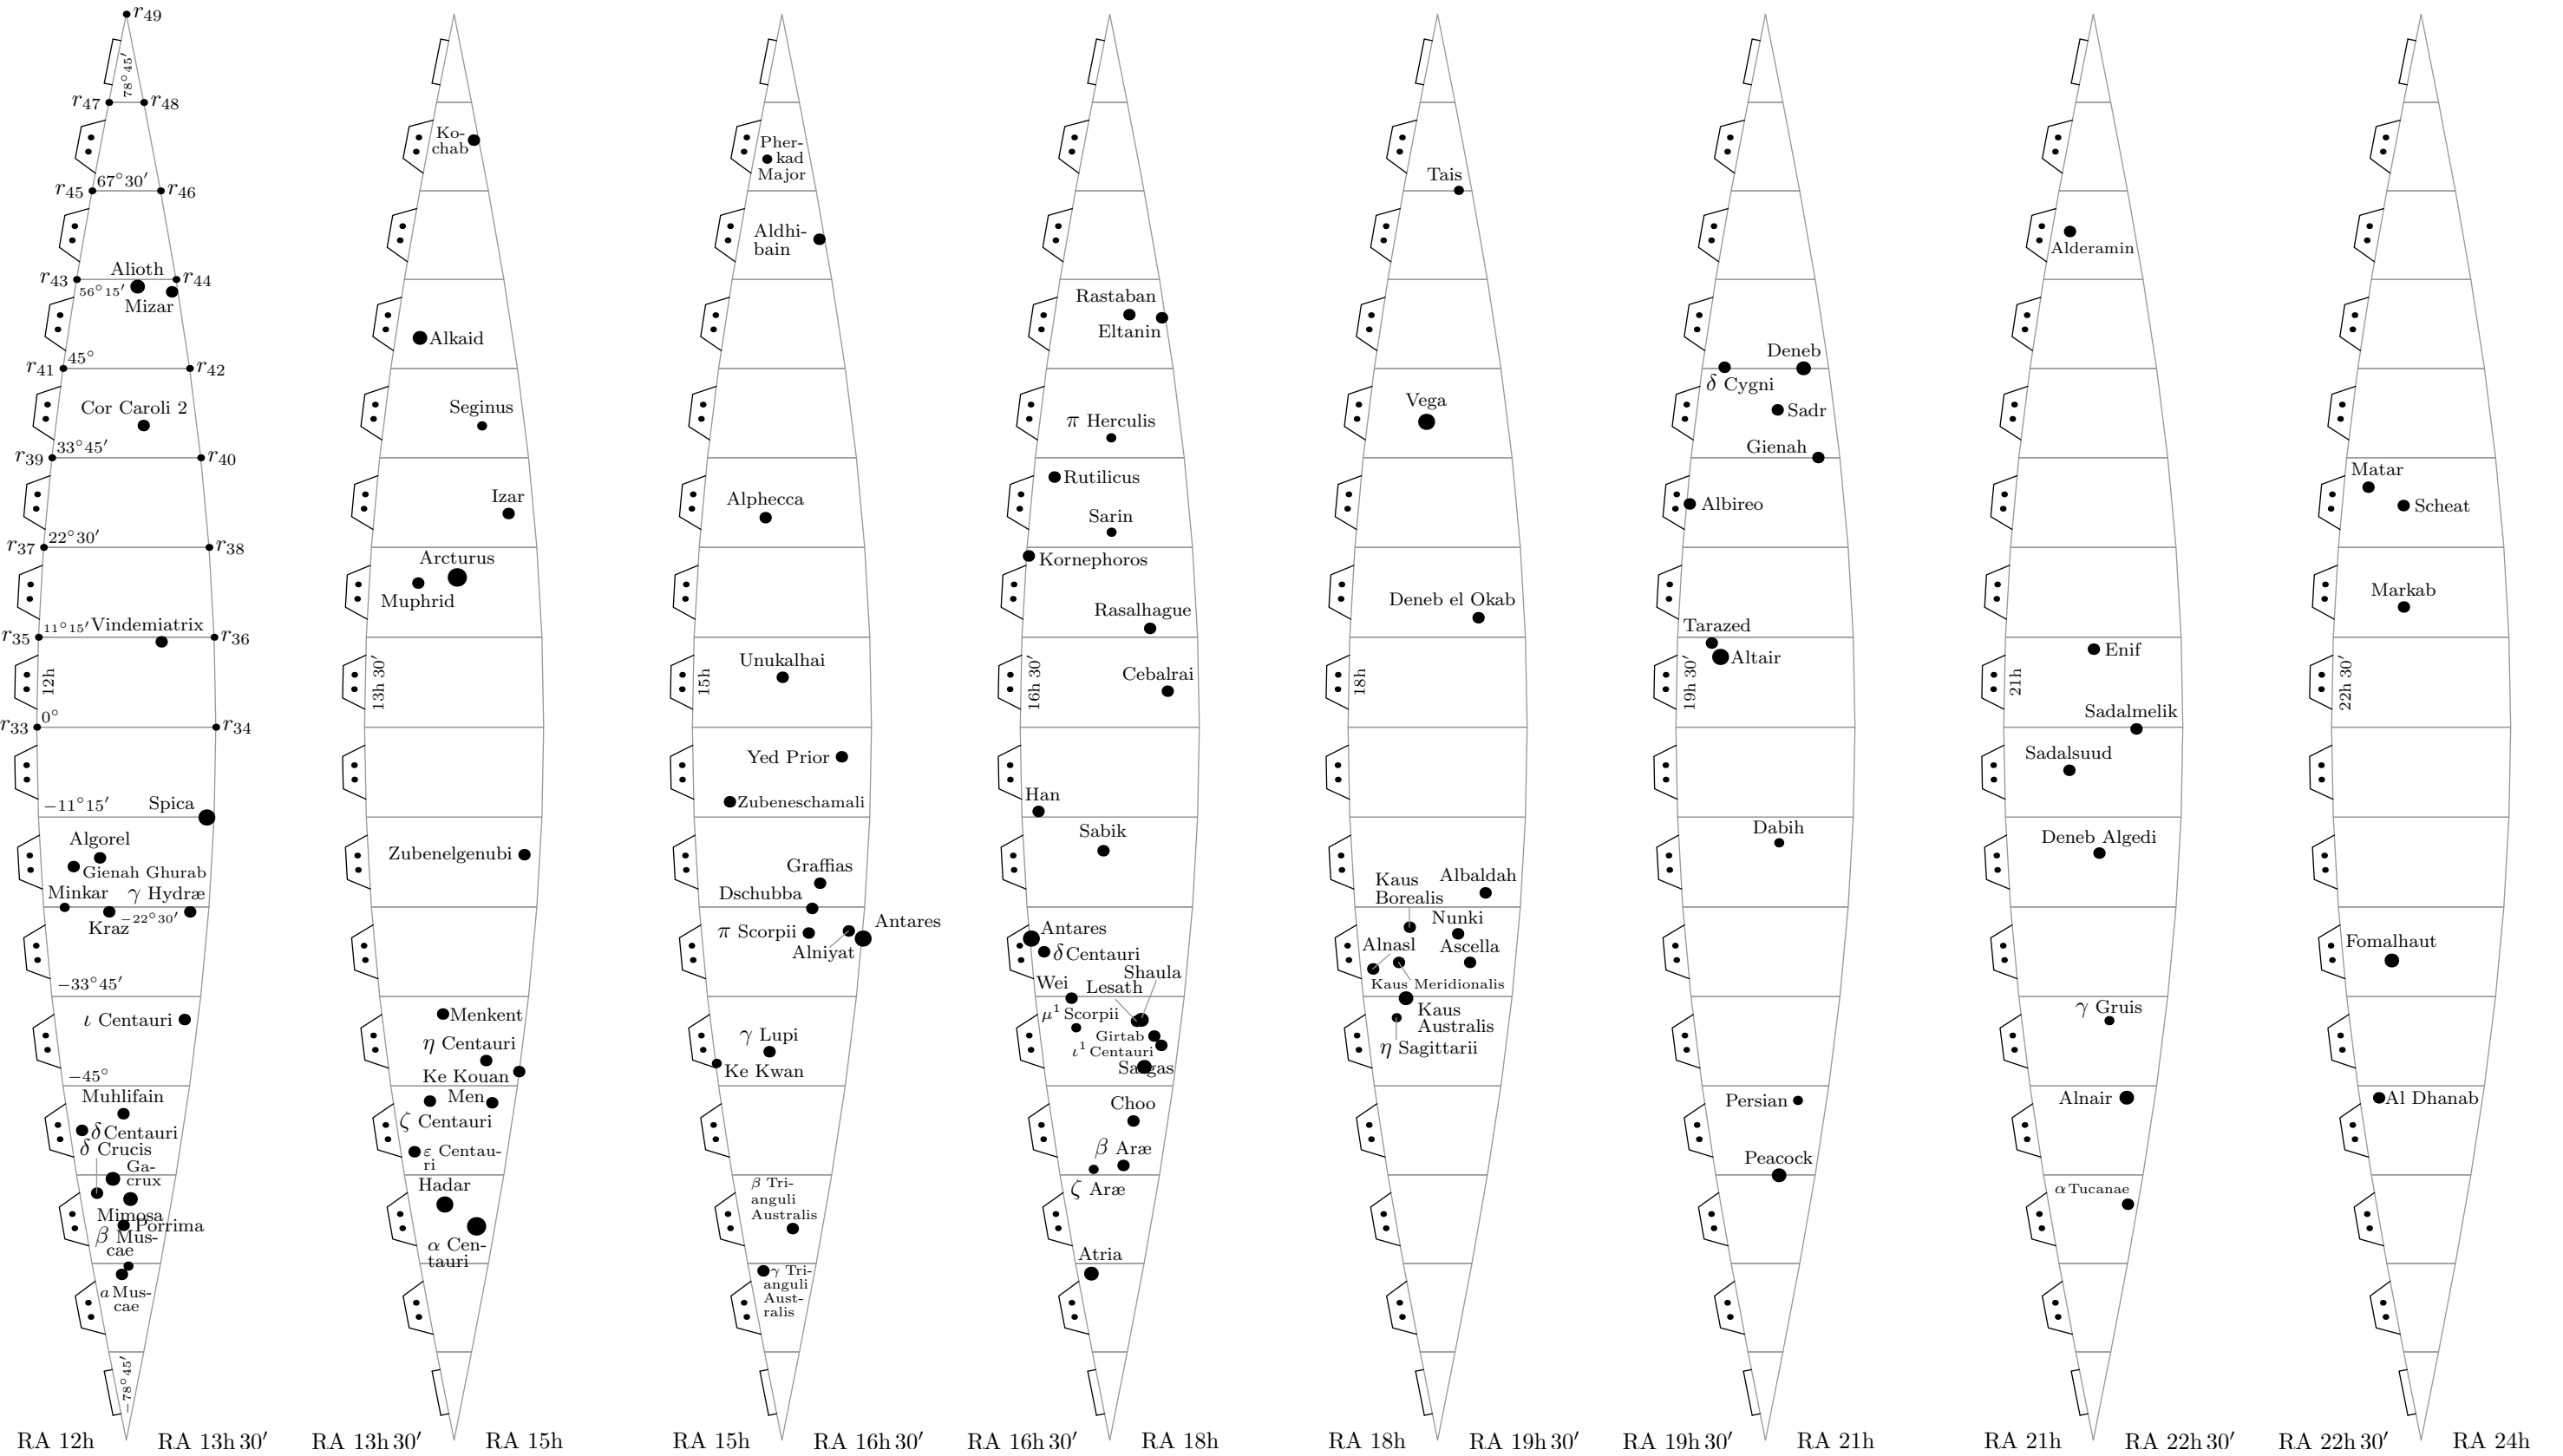 r49
78°45′
r47
r48
r45
67°30′
r46
Alioth
r43
r44
56°15′
Mizar
r41
45°
r42
Cor Caroli 2
r39
33°45′
r40
r37
22°30′
r38
r35
11°15′
Vindemiatrix
r36
12h
r33
0°
r34
−11°15′
Spica
Algorel
Gienah Ghurab
Minkar
γ Hydræ
Kraz
−22°30′
−33°45′
ι Centauri
−45°
Muhlifain
δ Centauri
δ Crucis
Ga-
crux
Mimosa
Porrima
β Mus-
cae
a Mus-
cae
−78°45′
RA 12h
RA 13h 30′
Ko-
chab
Alkaid
Seginus
Izar
Arcturus
Muphrid
13h 30′
Zubenelgenubi
Menkent
η Centauri
Ke Kouan
Men
ζ Centauri
ε Centau-
ri
Hadar
α Cen-
tauri
RA 13h 30′
RA 15h
Pher-
kad
Major
Aldhi-
bain
Alphecca
Unukalhai
15h
Yed Prior
Zubeneschamali
Graffias
Dschubba
π Scorpii
Antares
Alniyat
γ Lupi
Ke Kwan
β Tri-
anguli
Australis
γ Tri-
anguli
Aust-
ralis
RA 15h
RA 16h 30′
Rastaban
Eltanin
π Herculis
Rutilicus
Sarin
Kornephoros
Rasalhague
Cebalrai
16h 30′
Han
Sabik
Antares
δ Centauri
Shaula
Wei
Lesath
μ¹ Scorpii
Girtab
ι¹ Centauri
Sargas
Choo
β Aræ
ζ Aræ
Atria
RA 16h 30′
RA 18h
Tais
Vega
Deneb el Okab
18h
Kaus
Borealis
Albaldah
Nunki
Alnasl
Ascella
Kaus Meridionalis
Kaus
Australis
η Sagittarii
RA 18h
RA 19h 30′
Deneb
δ Cygni
Sadr
Gienah
Albireo
Tarazed
Altair
19h 30′
Dabih
Persian
Peacock
RA 19h 30′
RA 21h
Alderamin
Enif
21h
Sadalmelik
Sadalsuud
Deneb Algedi
γ Gruis
Alnair
α Tucanae
RA 21h
RA 22h 30′
Matar
Scheat
Markab
22h 30′
Fomalhaut
Al Dhanab
RA 22h 30′
RA 24h